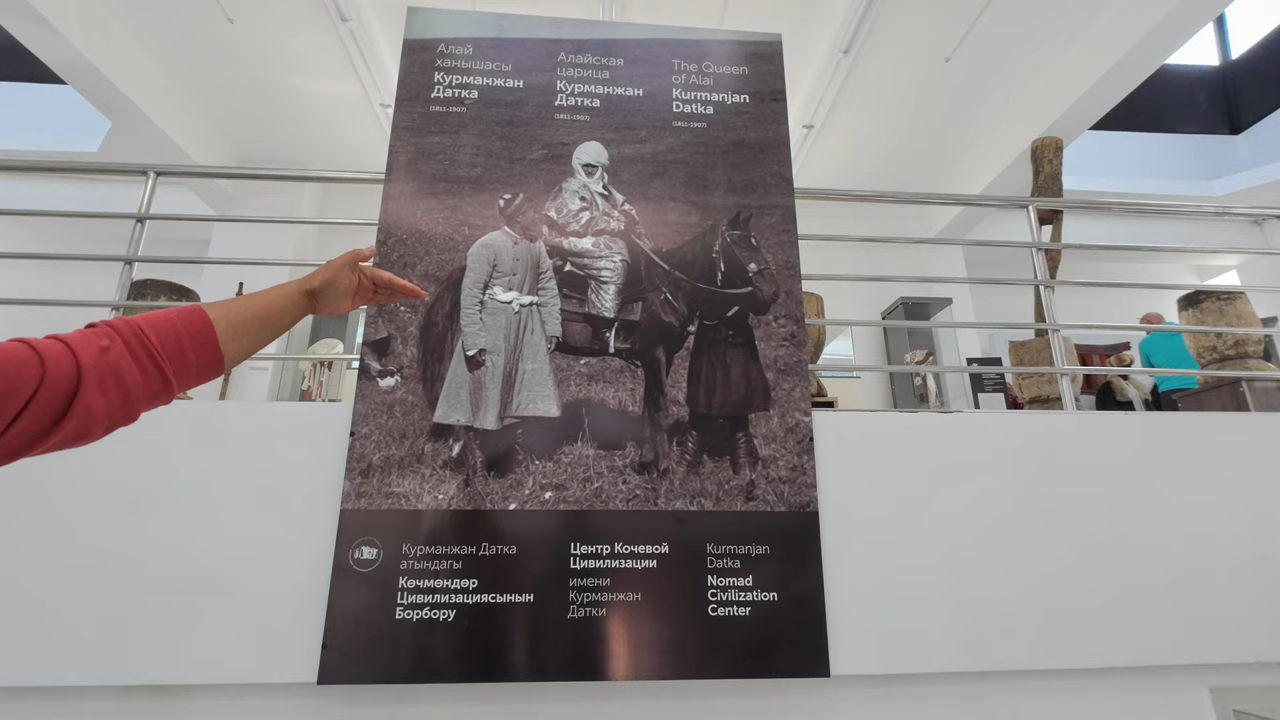 Алай
ханышасы
Курманжан
Датка
(1811-1907)
Алайская
царица
Курманжан
Датка
(1811-1907)
The Queen
of Alai
Kurmanjan
Datka
(1811-1907)
Курманжан Датка
атындагы
Көчмөндөр
Цивилизациясынын
Борбору
Центр Кочевой
Цивилизации
имени
Курманжан
Датки
Kurmanjan
Datka
Nomad
Civilization
Center